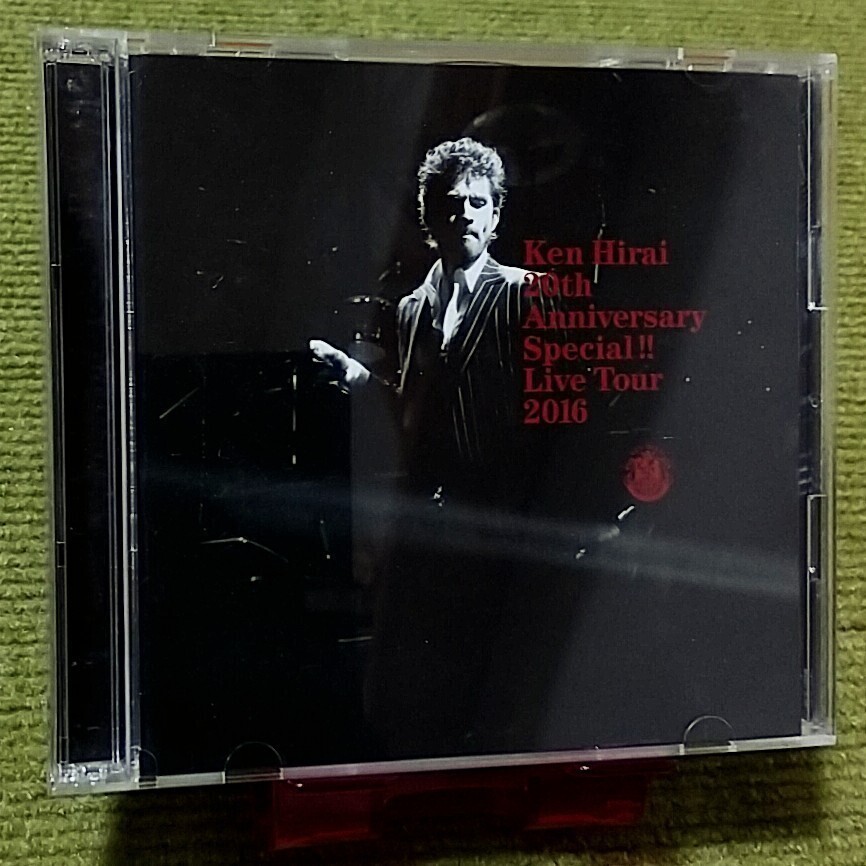 Ken Hirai
20th
Anniversary
Special!!
Live Tour
2016